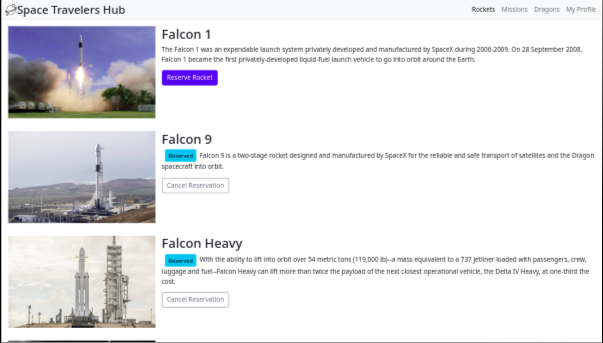 Space Travelers Hub
Rockets Missions Dragons My Profile
Falcon 1
The Falcon 1 was an expendable launch system privately developed and manufactured by SpaceX during 2006-2009. On 28 September 2008,
Falcon 1 became the first privately-developed liquid-fuel launch vehicle to go into orbit around the Earth.
Reserve Rocket
Falcon 9
Reserved Falcon 9 is a two-stage rocket designed and manufactured by SpaceX for the reliable and safe transport of satellites and the Dragon
spacecraft into orbit.
Cancel Reservation
Falcon Heavy
Reserved With the ability to lift into orbit over 54 metric tons (119,000 lb)--a mass equivalent to a 737 jetliner loaded with passengers, crew,
luggage and fuel--Falcon Heavy can lift more than twice the payload of the next closest operational vehicle, the Delta IV Heavy, at one-third the
cost.
Cancel Reservation